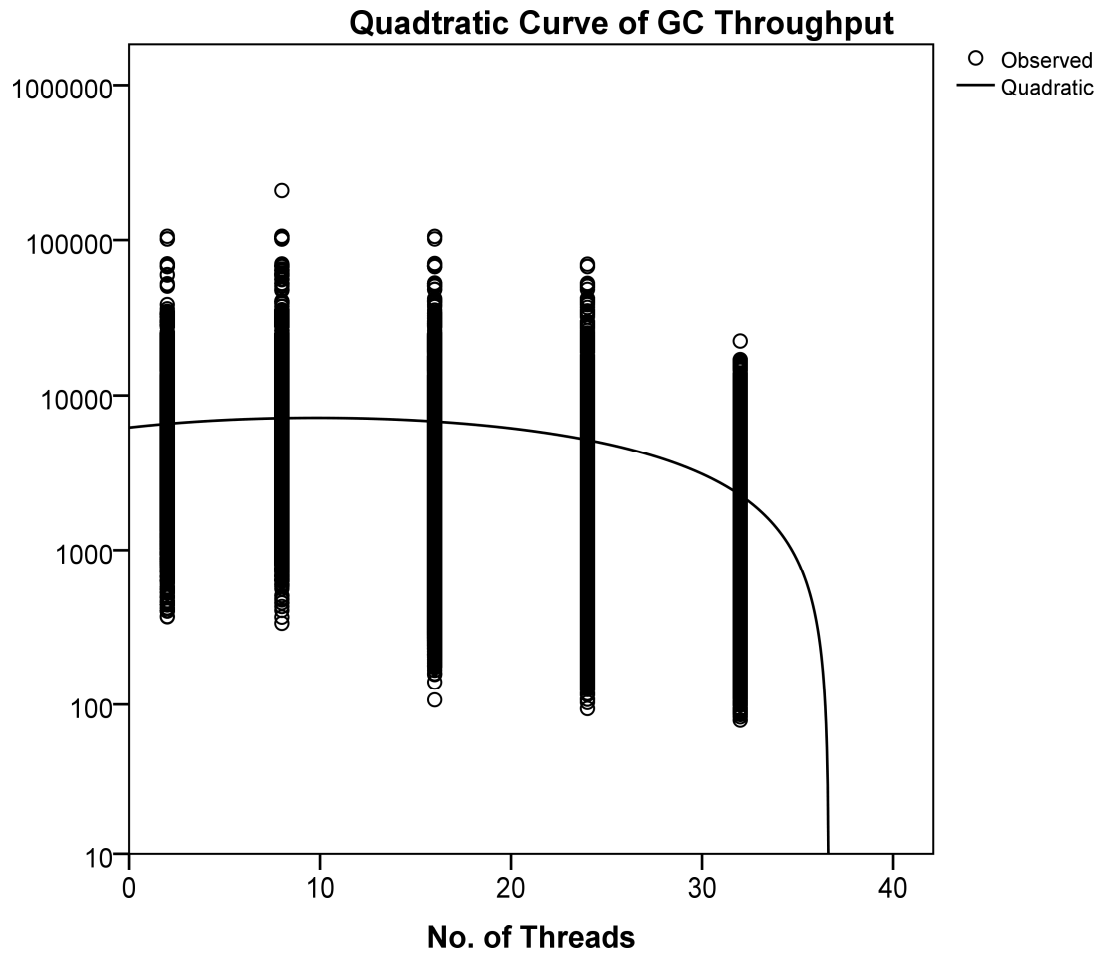 Quadtratic Curve of GC Throughput
Observed
Quadratic
1000000
100000
10000
1000
100
10
0 10 20 30 40
No. of Threads